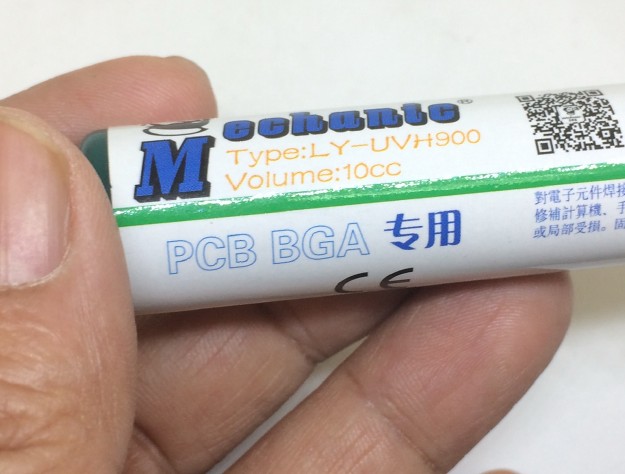 Mechanic®
Type:LY-UVH900
Volume:10cc
PCB BGA 专用
CE
對電子元件焊接
修補計算機、手
或局部受損。固